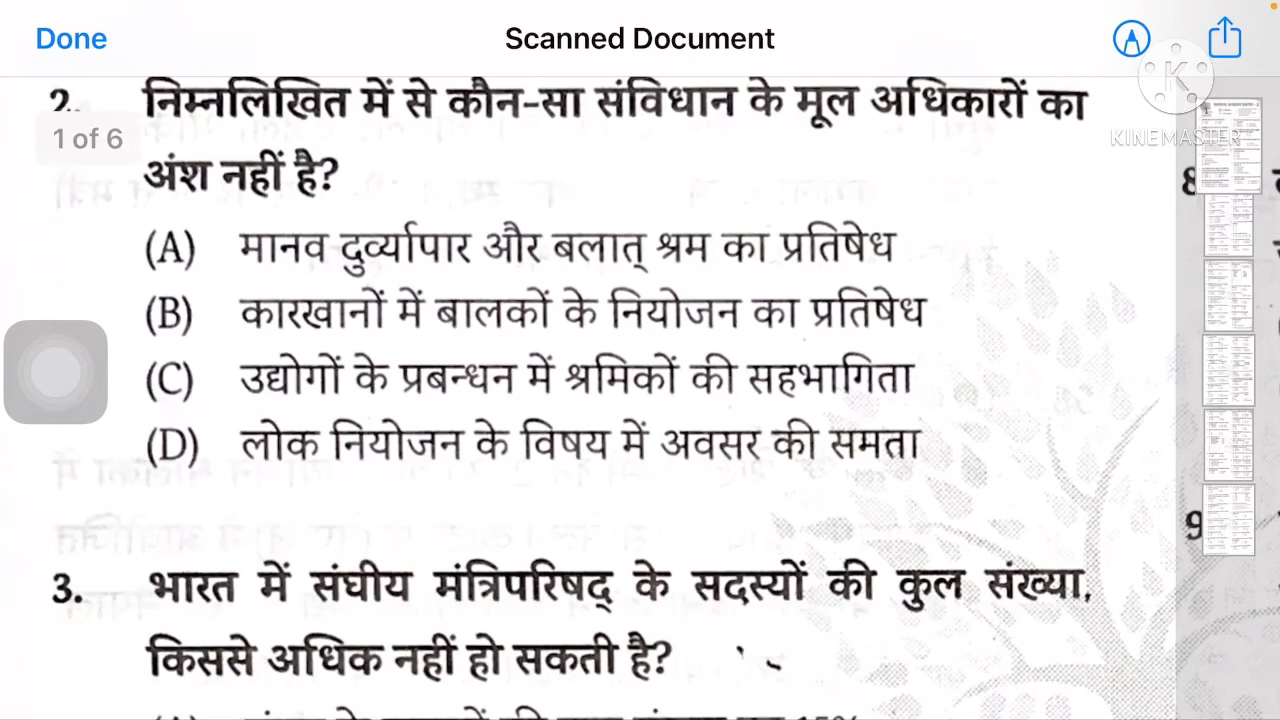 Done
Scanned Document
2. निम्नलिखित में से कौन-सा संविधान के मूल अधिकारों का
1 of 6
अंश नहीं है?
(A) मानव दुर्व्यापार और बलात् श्रम का प्रतिषेध
(B) कारखानों में बालकों के नियोजन का प्रतिषेध
(C) उद्योगों के प्रबन्धन में श्रमिकों की सहभागिता
(D) लोक नियोजन के विषय में अवसर की समता
3. भारत में संघीय मंत्रिपरिषद् के सदस्यों की कुल संख्या,
किससे अधिक नहीं हो सकती है?
K
KINEMASTER
8
9